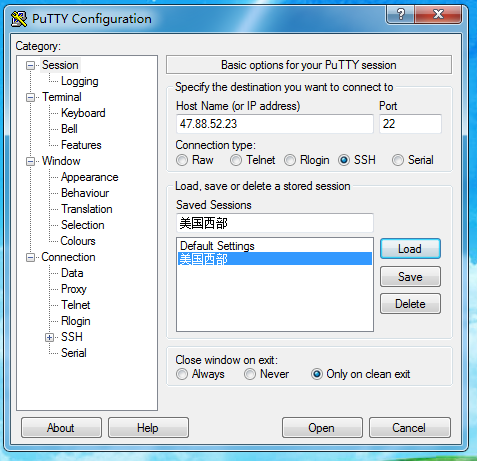 PuTTY Configuration
Category:
Session
Logging
Terminal
Keyboard
Bell
Features
Window
Appearance
Behaviour
Translation
Selection
Colours
Connection
Data
Proxy
Telnet
Rlogin
SSH
Serial
Basic options for your PuTTY session
Specify the destination you want to connect to
Host Name (or IP address) Port
47.88.52.23 22
Connection type:
Raw Telnet Rlogin SSH Serial
Load, save or delete a stored session
Saved Sessions
美国西部
Default Settings
美国西部
Load
Save
Delete
Close window on exit:
Always Never Only on clean exit
About Help Open Cancel